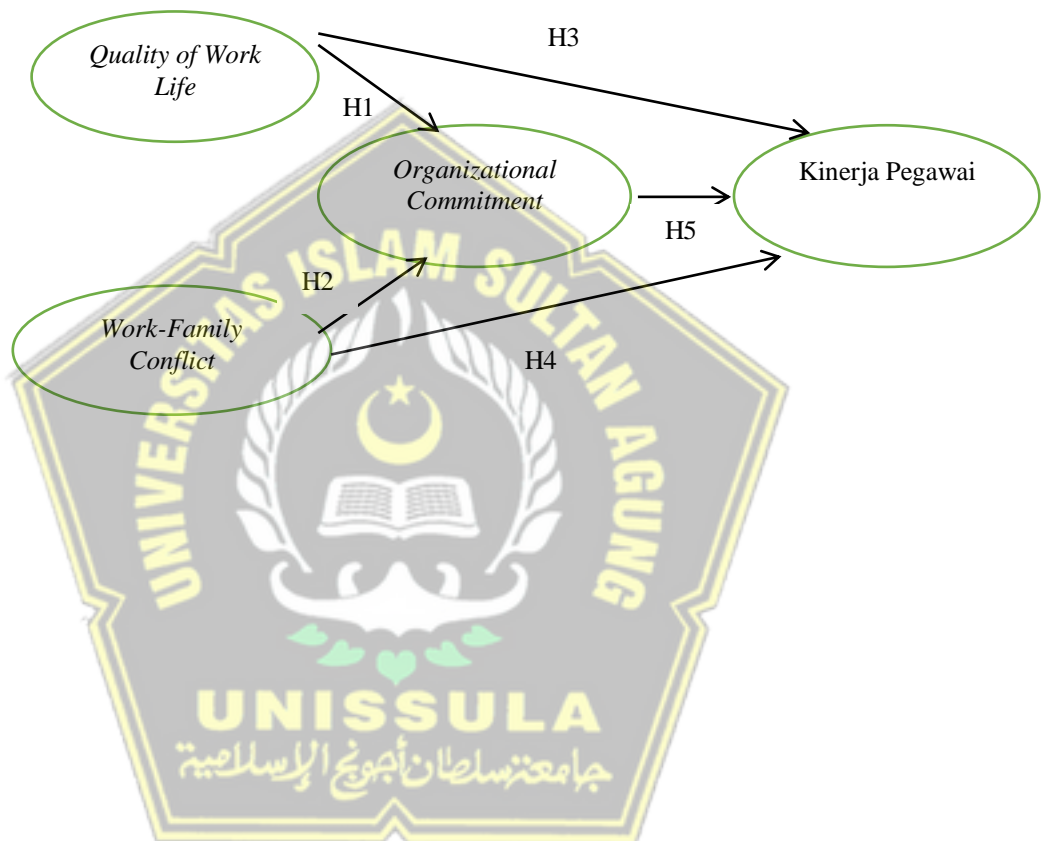 Quality of Work
Life
H3
H1
Organizational
Commitment
Kinerja Pegawai
H5
H2
Work-Family
Conflict
H4
UNIVERSITAS ISLAM SULTAN AGUNG
UNISSULA
جامعة سلطان أجونج الإسلامية